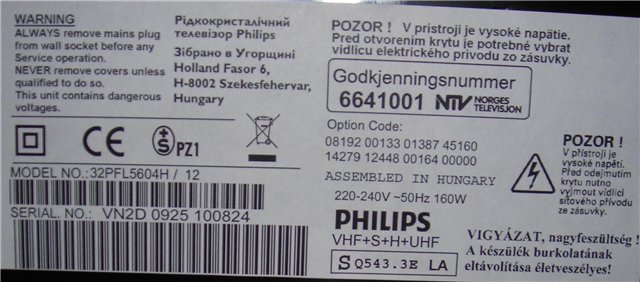 WARNING
ALWAYS remove mains plug
from wall socket before any
Service operation.
NEVER remove covers unless
qualified to do so.
This unit contains dangerous
voltages.
Рідкокристалічний
телевізор Philips
Зібрано в Угорщині
Holland Fasor 6,
H-8002 Szekesfehervar,
Hungary
CE
S PZ1
MODEL NO.:32PFL5604H / 12
SERIAL NO.: VN2D 0925 100824
POZOR ! V prístroji je vysoké napätie.
Pred otvorením krytu je potrebné vybrat
vidlicu elektrického prívodu zo zásuvky.
Godkjenningsnummer
6641001 NTV NORGES
TELEVISJON
Option Code:
08192 00133 01387 45160
14279 12448 00164 00000
ASSEMBLED IN HUNGARY
220-240V ~50Hz 160W
PHILIPS
VHF+S+H+UHF
S Q543.3E LA
POZOR !
V přístroji je
vysoké napětí.
Před odejmutím
krytu nutno
vyjmout vidlici
síťového přívodu
ze zásuvky.
VIGYÁZAT, nagyfeszültség !
A készülék burkolatának
eltávolítása életveszélyes!